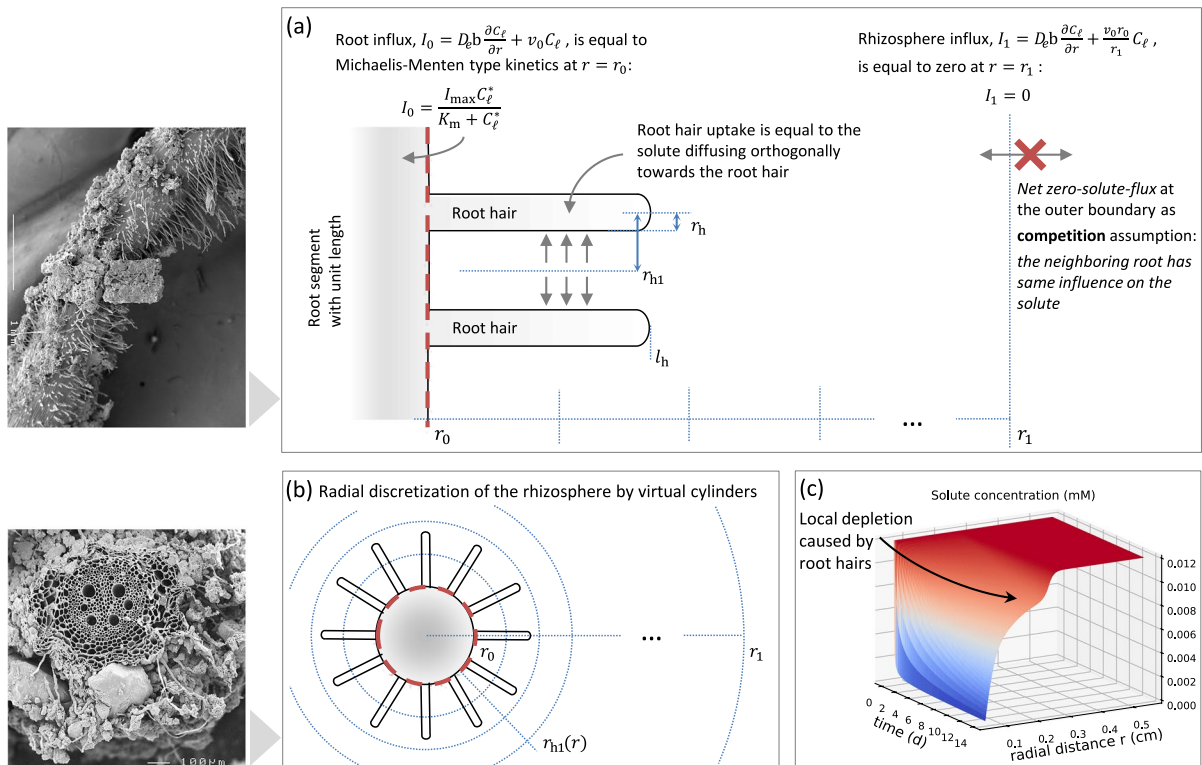 (a)
Root influx, I₀ = Dₑb ∂Cℓ/∂r + v₀Cℓ , is equal to
Michaelis-Menten type kinetics at r = r₀:
I₀ = ImaxCℓ*/(Km + Cℓ*)
Rhizosphere influx, I₁ = Dₑb ∂Cℓ/∂r + v₀r₀/r₁ Cℓ ,
is equal to zero at r = r₁ :
I₁ = 0
Root hair uptake is equal to the
solute diffusing orthogonally
towards the root hair
Root segment
with unit length
Root hair
Root hair
rh
rh1
lh
Net zero-solute-flux at
the outer boundary as
competition assumption:
the neighboring root has
same influence on the
solute
r₀
...
r₁
1mm
(b) Radial discretization of the rhizosphere by virtual cylinders
r₀
...
r₁
rh1(r)
100µm
(c)
Solute concentration (mM)
Local depletion
caused by
root hairs
0.012
0.010
0.008
0.006
0.004
0.002
0.000
0 2 4 6 8 10 12 14
time (d)
0.1 0.2 0.3 0.4 0.5
radial distance r (cm)